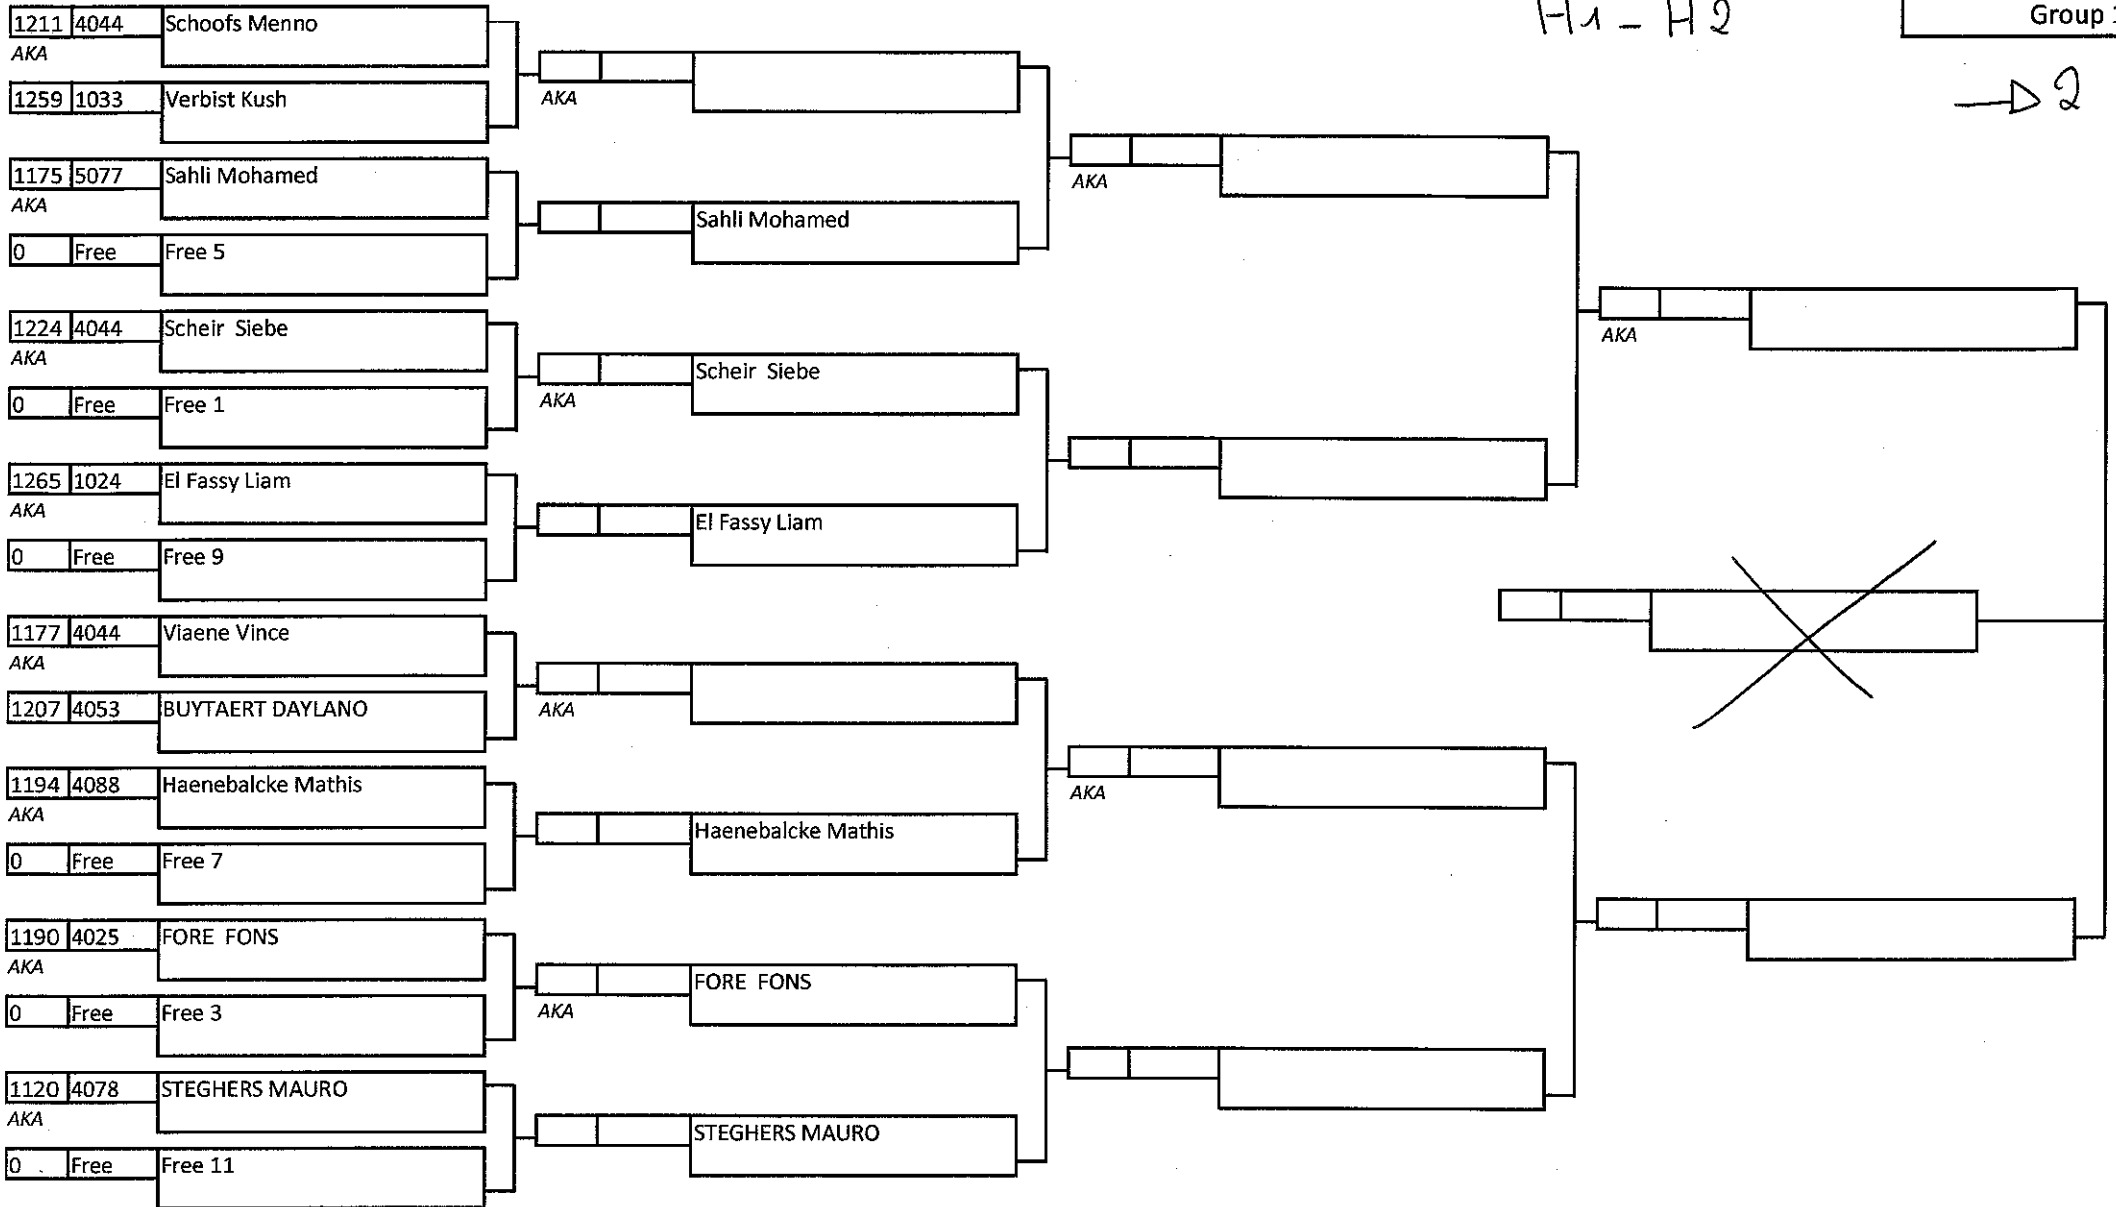 H1 - H2
Group 1
→ 2
1211 4044 Schoofs Menno
AKA
1259 1033 Verbist Kush
AKA
1175 5077 Sahli Mohamed
AKA
Sahli Mohamed
AKA
0 Free Free 5
AKA
1224 4044 Scheir Siebe
AKA
Scheir Siebe
AKA
0 Free Free 1
1265 1024 El Fassy Liam
AKA
El Fassy Liam
0 Free Free 9
1177 4044 Viaene Vince
AKA
1207 4053 BUYTAERT DAYLANO
AKA
1194 4088 Haenebalcke Mathis
AKA
AKA
Haenebalcke Mathis
0 Free Free 7
1190 4025 FORE FONS
AKA
FORE FONS
AKA
0 Free Free 3
1120 4078 STEGHERS MAURO
AKA
STEGHERS MAURO
0 Free Free 11